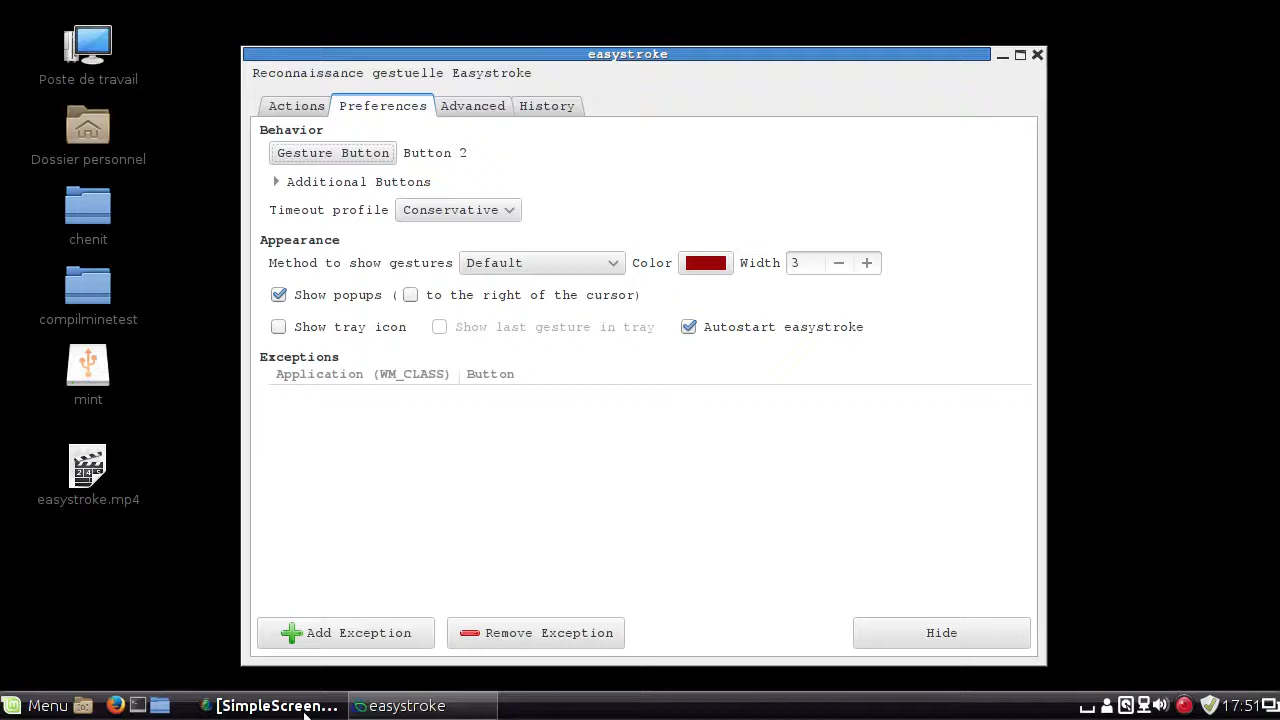 Poste de travail
Dossier personnel
chenit
compilminetest
mint
easystroke.mp4
easystroke
Reconnaissance gestuelle Easystroke
Actions Preferences Advanced History
Behavior
Gesture Button Button 2
Additional Buttons
Timeout profile Conservative
Appearance
Method to show gestures Default Color Width 3
Show popups ( to the right of the cursor)
Show tray icon Show last gesture in tray Autostart easystroke
Exceptions
Application (WM_CLASS) Button
Add Exception Remove Exception Hide
Menu [SimpleScreen... easystroke 17:51